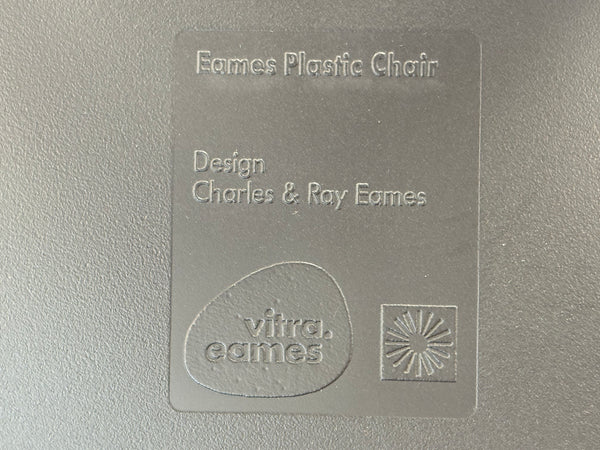 Eames Plastic Chair
Design
Charles & Ray Eames
vitra.
eames